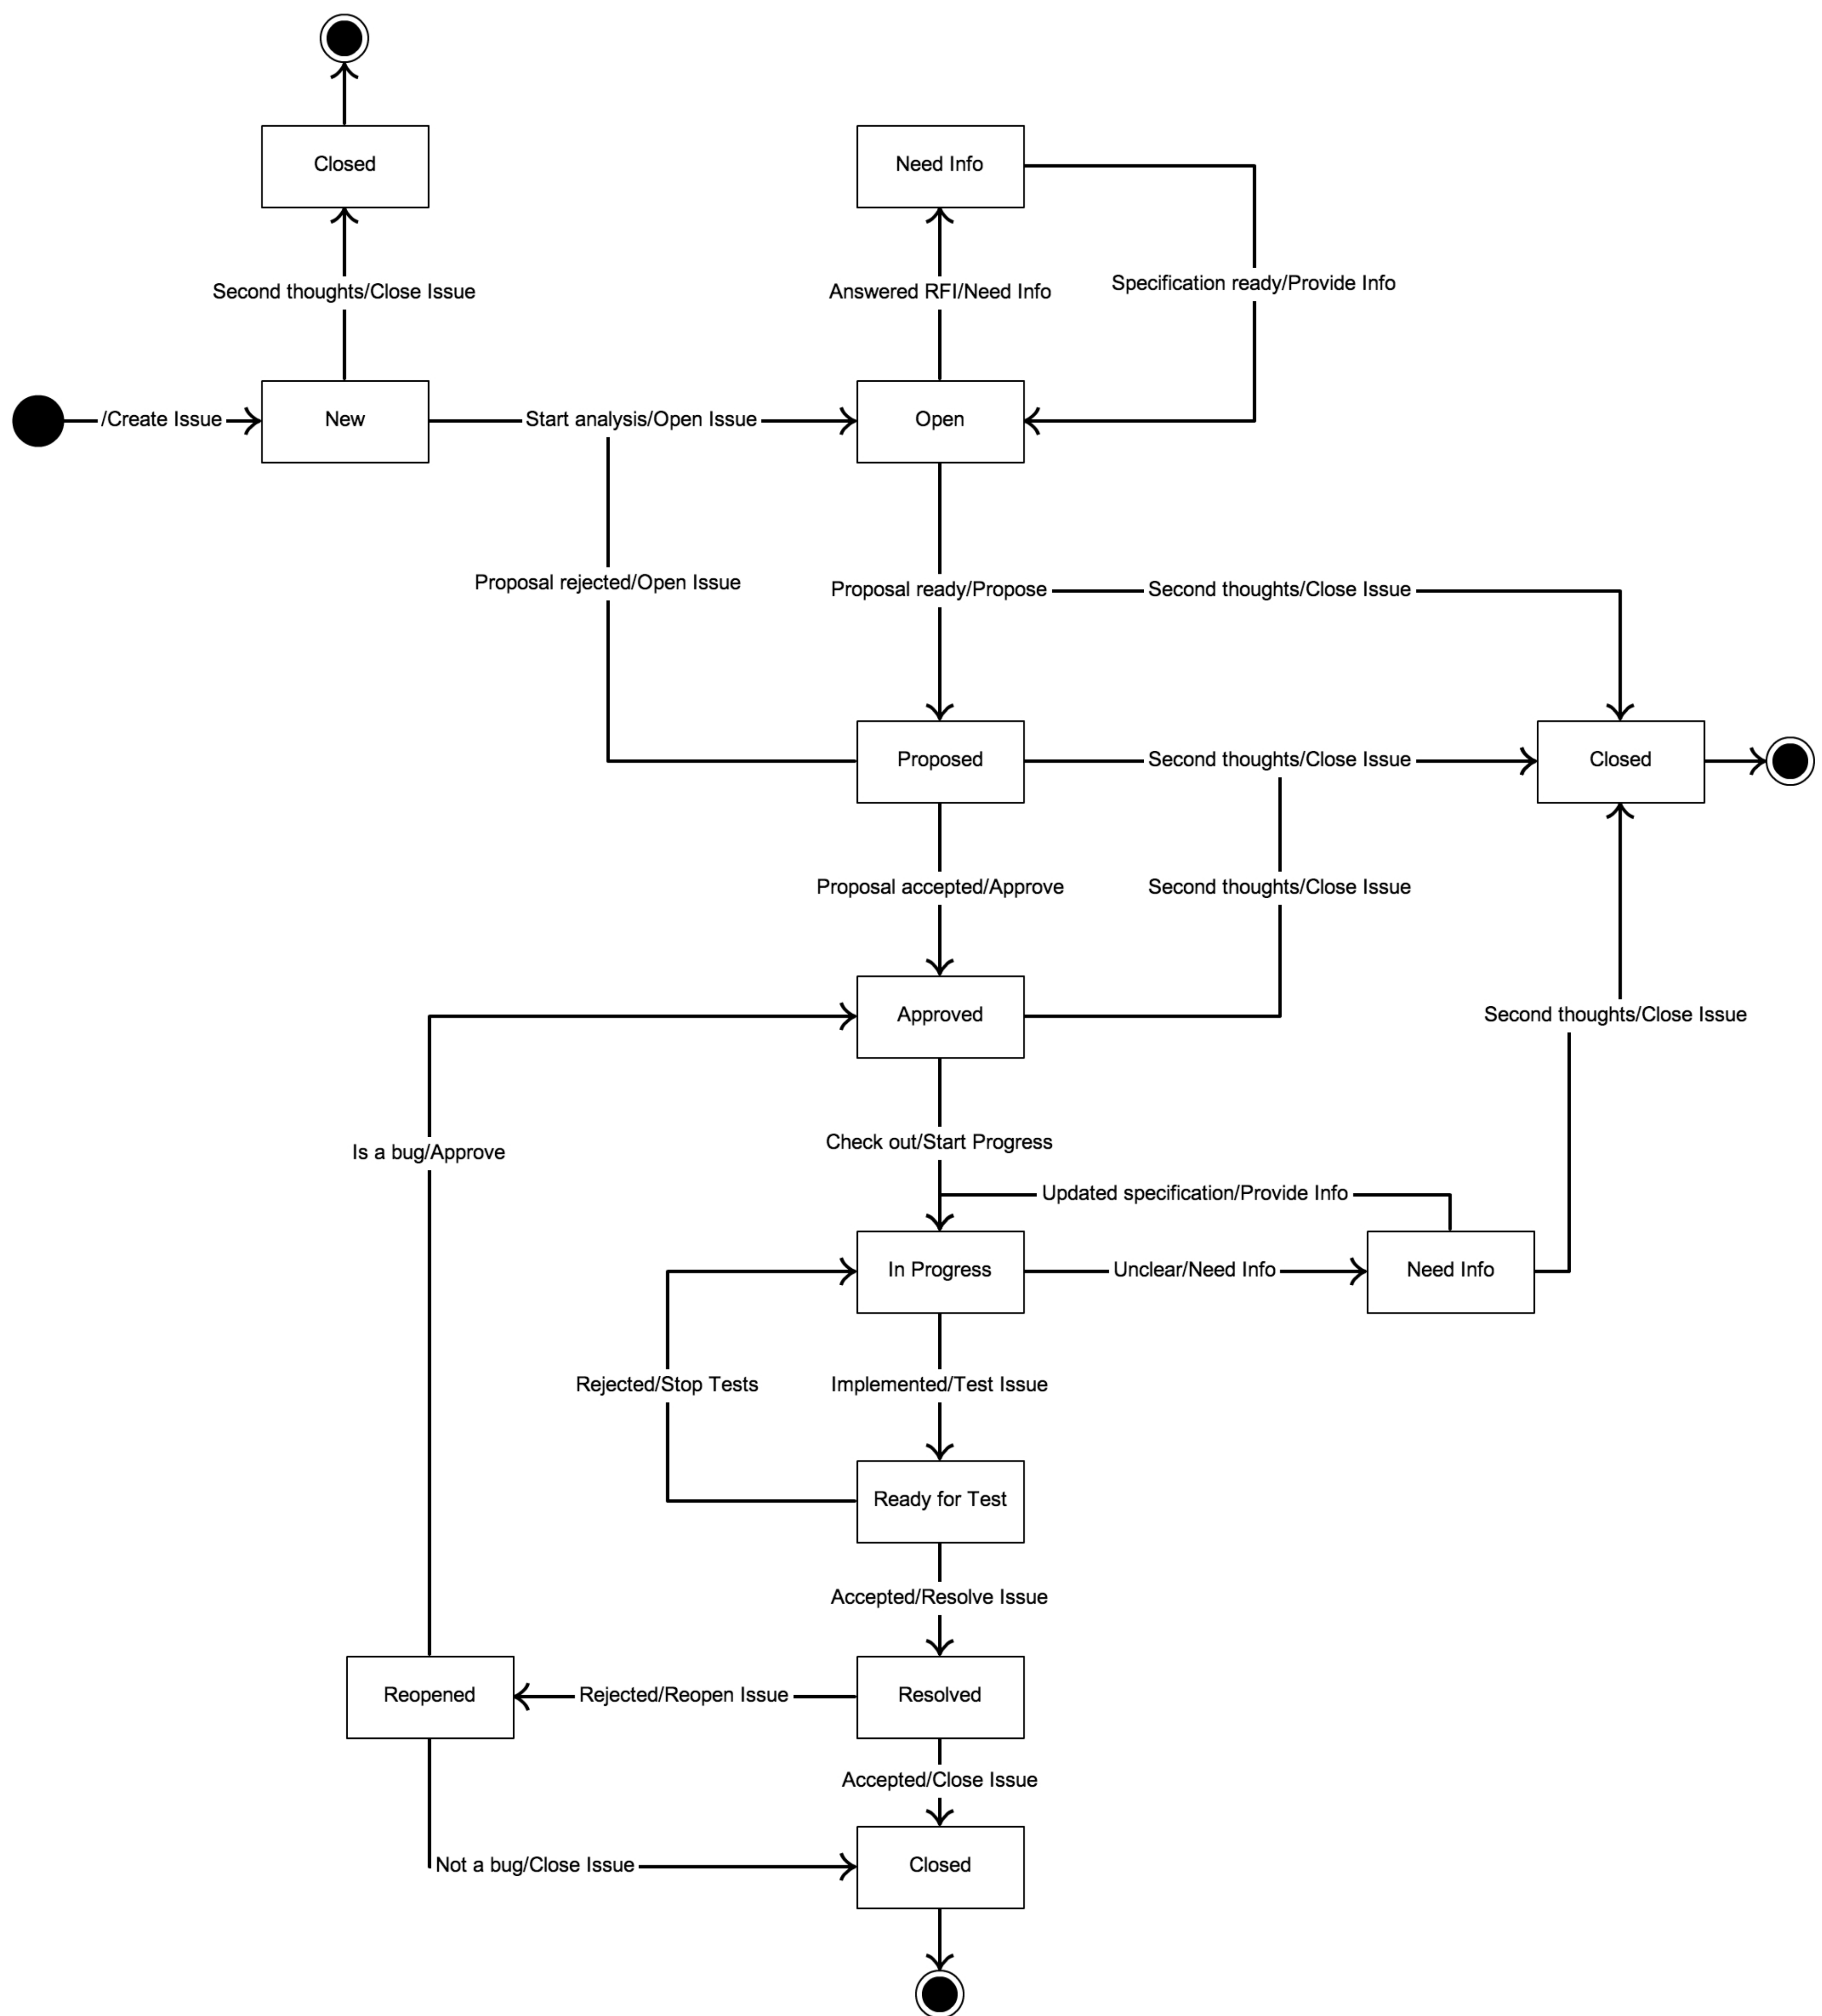 Closed
Need Info
Specification ready/Provide Info
Second thoughts/Close Issue
Answered RFI/Need Info
/Create Issue
New
Start analysis/Open Issue
Open
Proposal rejected/Open Issue
Proposal ready/Propose
Second thoughts/Close Issue
Proposed
Second thoughts/Close Issue
Closed
Proposal accepted/Approve
Second thoughts/Close Issue
Approved
Second thoughts/Close Issue
Is a bug/Approve
Check out/Start Progress
Updated specification/Provide Info
In Progress
Unclear/Need Info
Need Info
Rejected/Stop Tests
Implemented/Test Issue
Ready for Test
Accepted/Resolve Issue
Reopened
Rejected/Reopen Issue
Resolved
Accepted/Close Issue
Not a bug/Close Issue
Closed